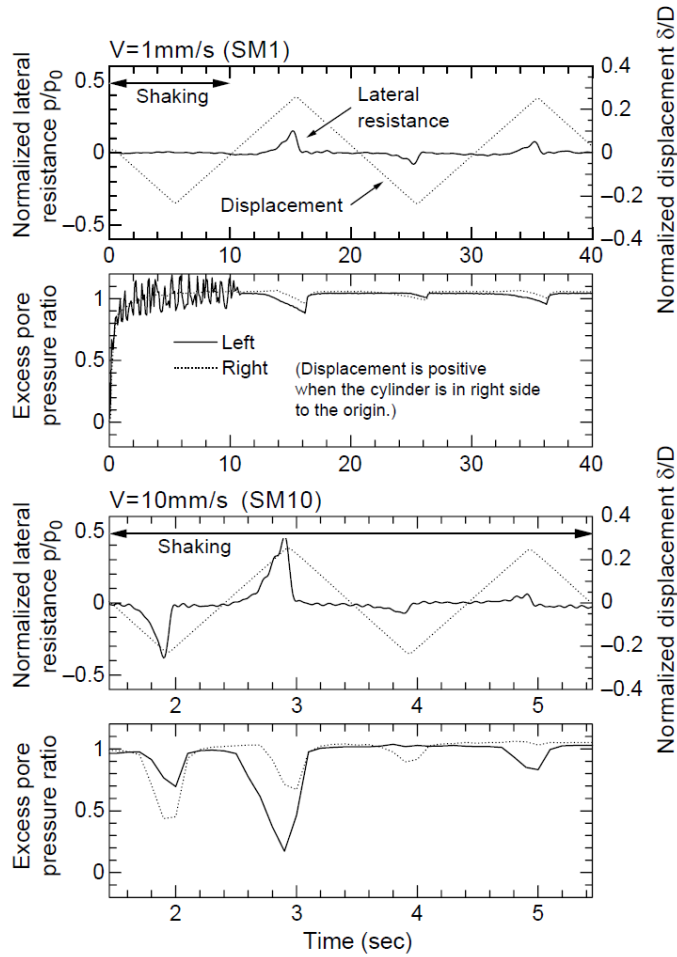 V=1mm/s (SM1)
Normalized lateral
resistance p/p0
0.5
0
–0.5
Shaking
Lateral
resistance
Displacement
0.4
0.2
0
–0.2
–0.4
Normalized displacement δ/D
0 10 20 30 40
Excess pore
pressure ratio
1
0.5
0
Left
Right
(Displacement is positive
when the cylinder is in right side
to the origin.)
0 10 20 30 40
V=10mm/s (SM10)
Normalized lateral
resistance p/p0
0.5
0
–0.5
Shaking
0.4
0.2
0
–0.2
–0.4
Normalized displacement δ/D
2 3 4 5
Excess pore
pressure ratio
1
0.5
0
2 3 4 5
Time (sec)